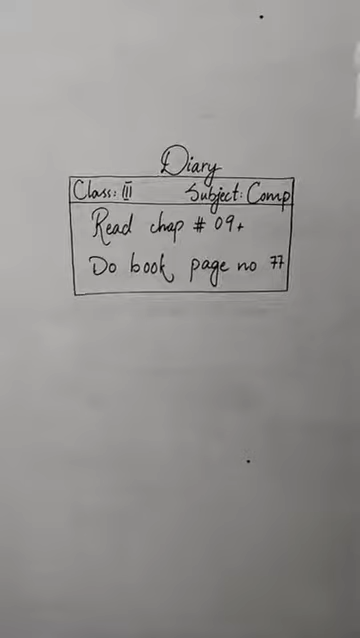 Diary
Class: III Subject: Comp
Read chap # 09+
Do book page no 77